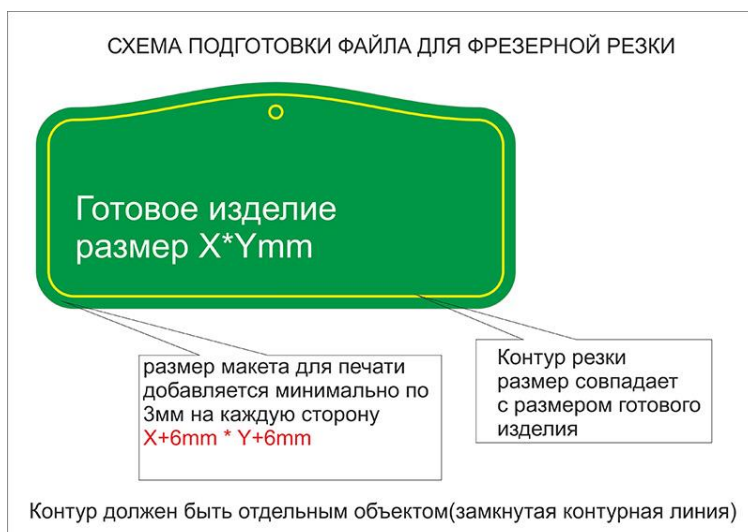 СХЕМА ПОДГОТОВКИ ФАЙЛА ДЛЯ ФРЕЗЕРНОЙ РЕЗКИ
Готовое изделие
размер X*Ymm
размер макета для печати
добавляется минимально по
3мм на каждую сторону
X+6mm * Y+6mm
Контур резки
размер совпадает
с размером готового
изделия
Контур должен быть отдельным объектом(замкнутая контурная линия)